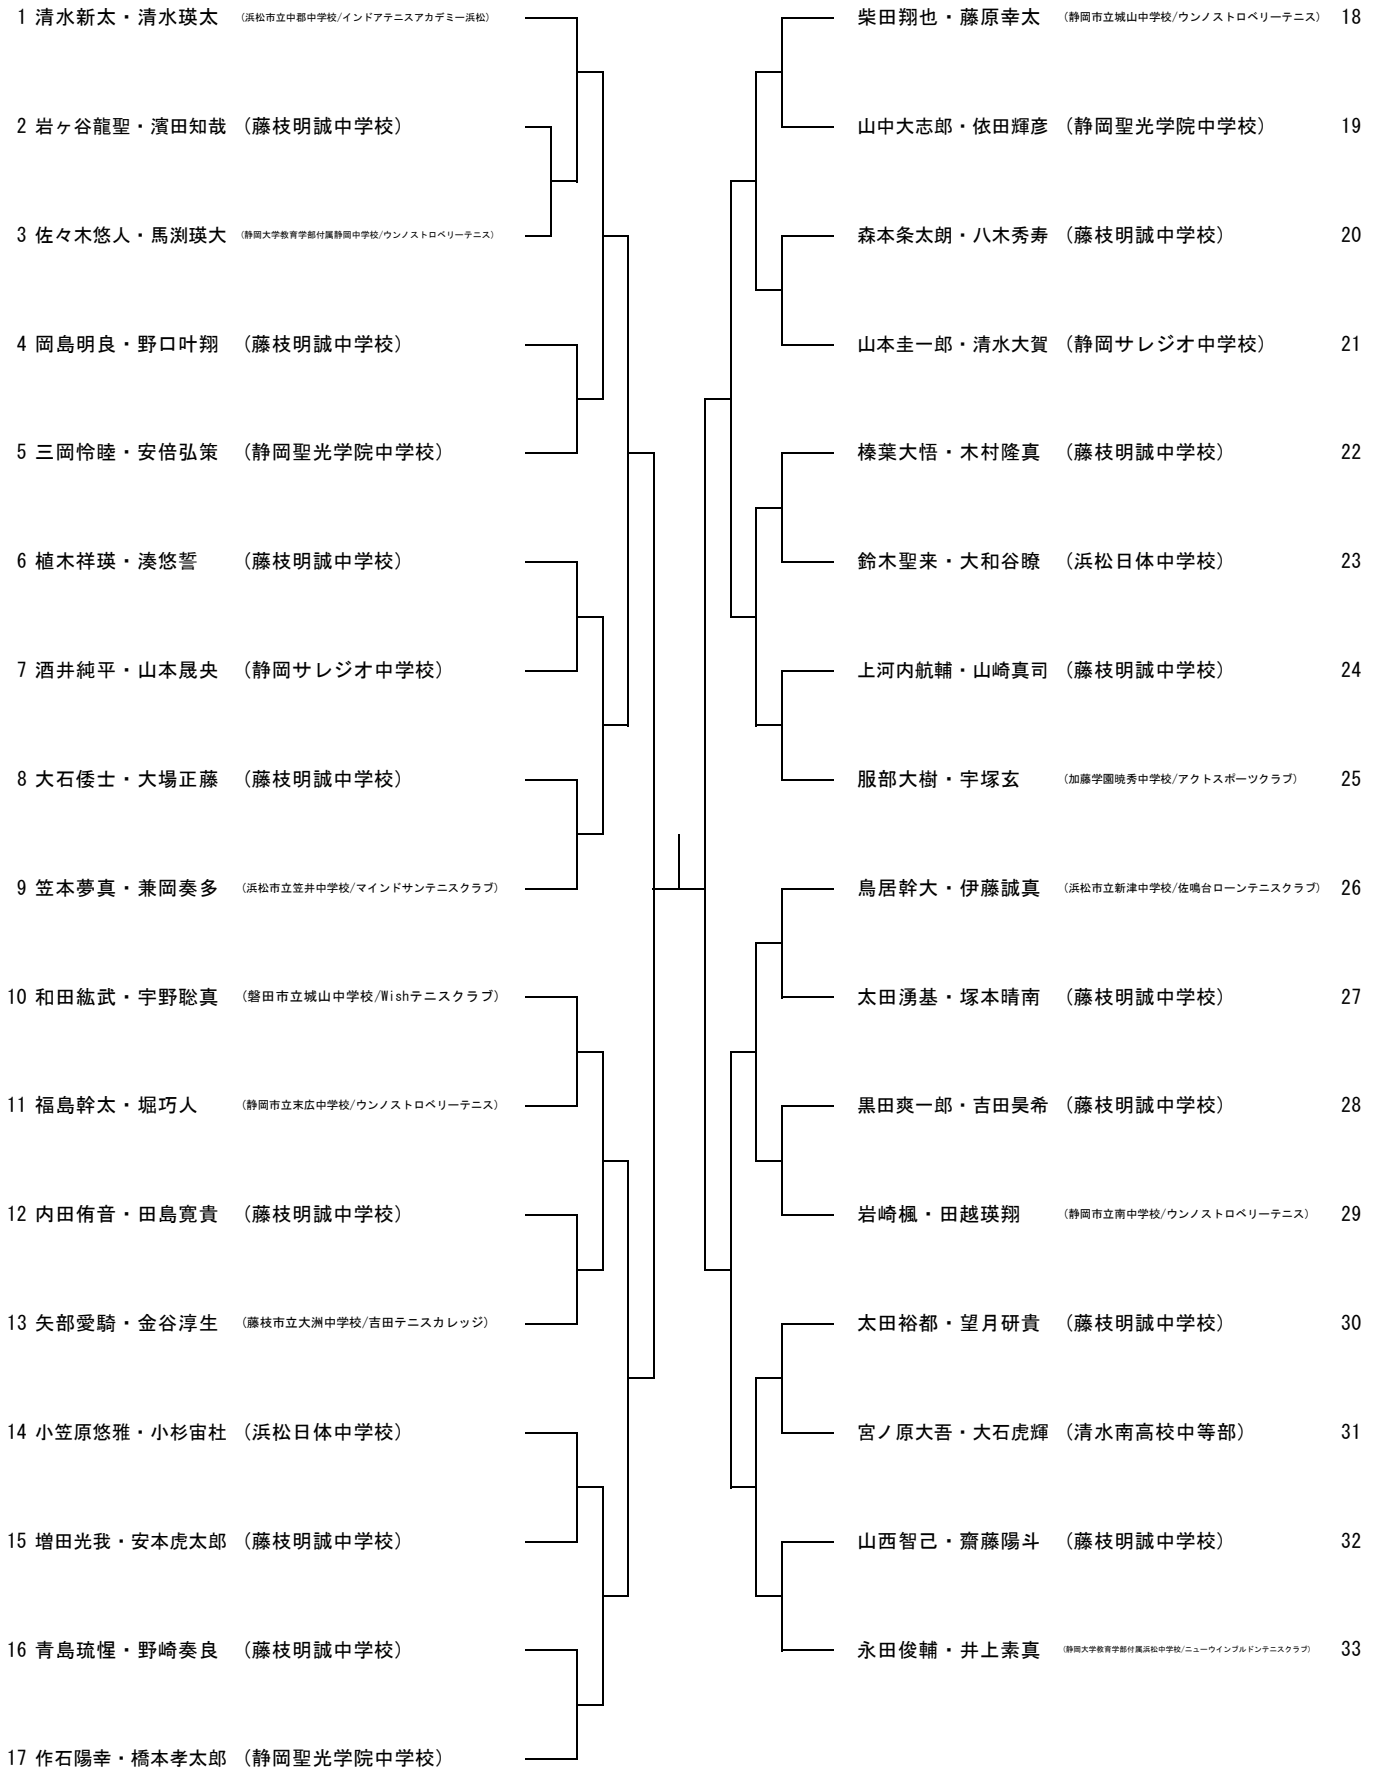 1 清水新太・清水瑛太 (浜松市立中郡中学校/インドアテニスアカデミー浜松)
2 岩ヶ谷龍聖・濱田知哉 (藤枝明誠中学校)
3 佐々木悠人・馬渕瑛大 (静岡大学教育学部付属静岡中学校/ウンノストロベリーテニス)
4 岡島明良・野口叶翔 (藤枝明誠中学校)
5 三岡怜睦・安倍弘策 (静岡聖光学院中学校)
6 植木祥瑛・湊悠誓 (藤枝明誠中学校)
7 酒井純平・山本晟央 (静岡サレジオ中学校)
8 大石倭士・大場正藤 (藤枝明誠中学校)
9 笠本夢真・兼岡奏多 (浜松市立笠井中学校/マインドサンテニスクラブ)
10 和田紘武・宇野聡真 (磐田市立城山中学校/Wishテニスクラブ)
11 福島幹太・堀巧人 (静岡市立末広中学校/ウンノストロベリーテニス)
12 内田侑音・田島寛貴 (藤枝明誠中学校)
13 矢部愛騎・金谷淳生 (藤枝市立大洲中学校/吉田テニスカレッジ)
14 小笠原悠雅・小杉宙杜 (浜松日体中学校)
15 増田光我・安本虎太郎 (藤枝明誠中学校)
16 青島琉惺・野崎奏良 (藤枝明誠中学校)
17 作石陽幸・橋本孝太郎 (静岡聖光学院中学校)
柴田翔也・藤原幸太 (静岡市立城山中学校/ウンノストロベリーテニス) 18
山中大志郎・依田輝彦 (静岡聖光学院中学校) 19
森本条太朗・八木秀寿 (藤枝明誠中学校) 20
山本圭一郎・清水大賀 (静岡サレジオ中学校) 21
榛葉大悟・木村隆真 (藤枝明誠中学校) 22
鈴木聖来・大和谷瞭 (浜松日体中学校) 23
上河内航輔・山崎真司 (藤枝明誠中学校) 24
服部大樹・宇塚玄 (加藤学園暁秀中学校/アクトスポーツクラブ) 25
鳥居幹大・伊藤誠真 (浜松市立新津中学校/佐鳴台ローンテニスクラブ) 26
太田湧基・塚本晴南 (藤枝明誠中学校) 27
黒田爽一郎・吉田昊希 (藤枝明誠中学校) 28
岩崎楓・田越瑛翔 (静岡市立南中学校/ウンノストロベリーテニス) 29
太田裕都・望月研貴 (藤枝明誠中学校) 30
宮ノ原大吾・大石虎輝 (清水南高校中等部) 31
山西智己・齋藤陽斗 (藤枝明誠中学校) 32
永田俊輔・井上素真 (静岡大学教育学部付属浜松中学校/ニューウインブルドンテニスクラブ) 33